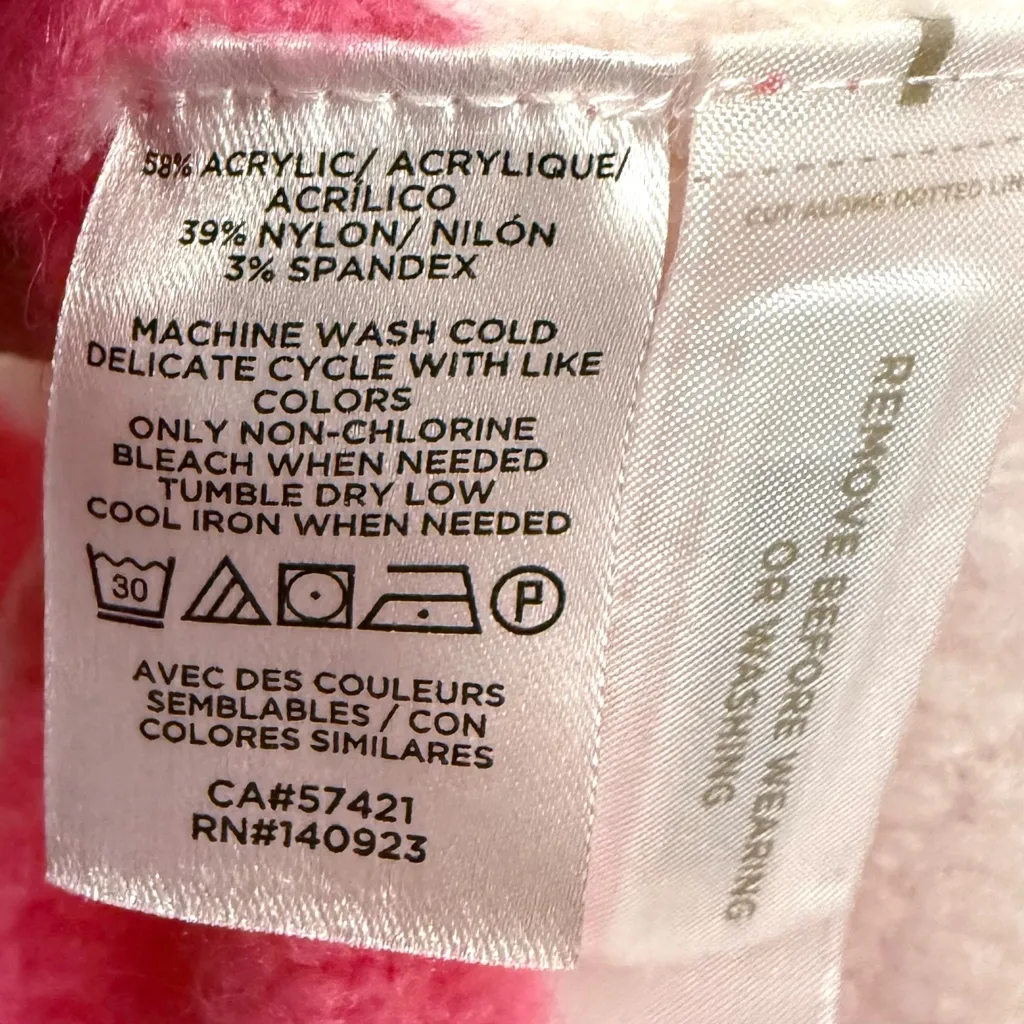 58% ACRYLIC/ ACRYLIQUE/
ACRÍLICO
39% NYLON/ NILÓN
3% SPANDEX
MACHINE WASH COLD
DELICATE CYCLE WITH LIKE
COLORS
ONLY NON-CHLORINE
BLEACH WHEN NEEDED
TUMBLE DRY LOW
COOL IRON WHEN NEEDED
30
P
AVEC DES COULEURS
SEMBLABLES / CON
COLORES SIMILARES
CA#57421
RN#140923
CUT ALONG DOTTED
REMOVE BEFORE WEARING
OR WASHING